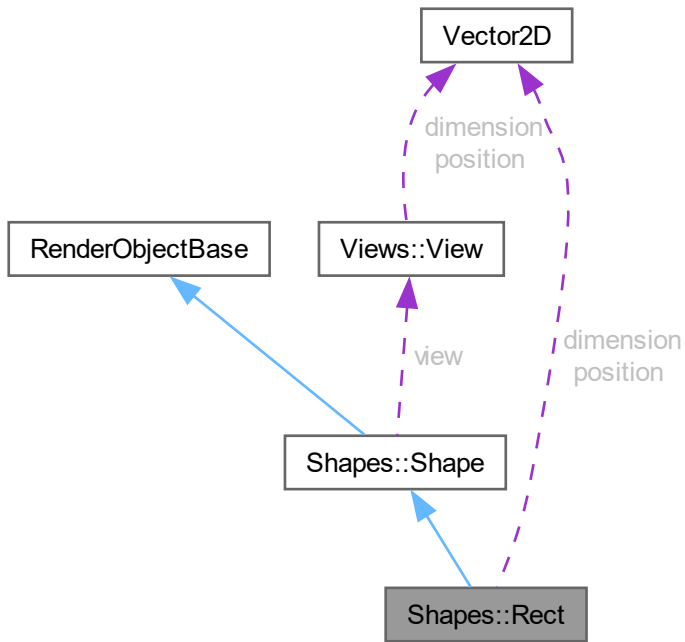 Vector2D
dimension
position
RenderObjectBase
Views::View
dimension
position
view
Shapes::Shape
Shapes::Rect